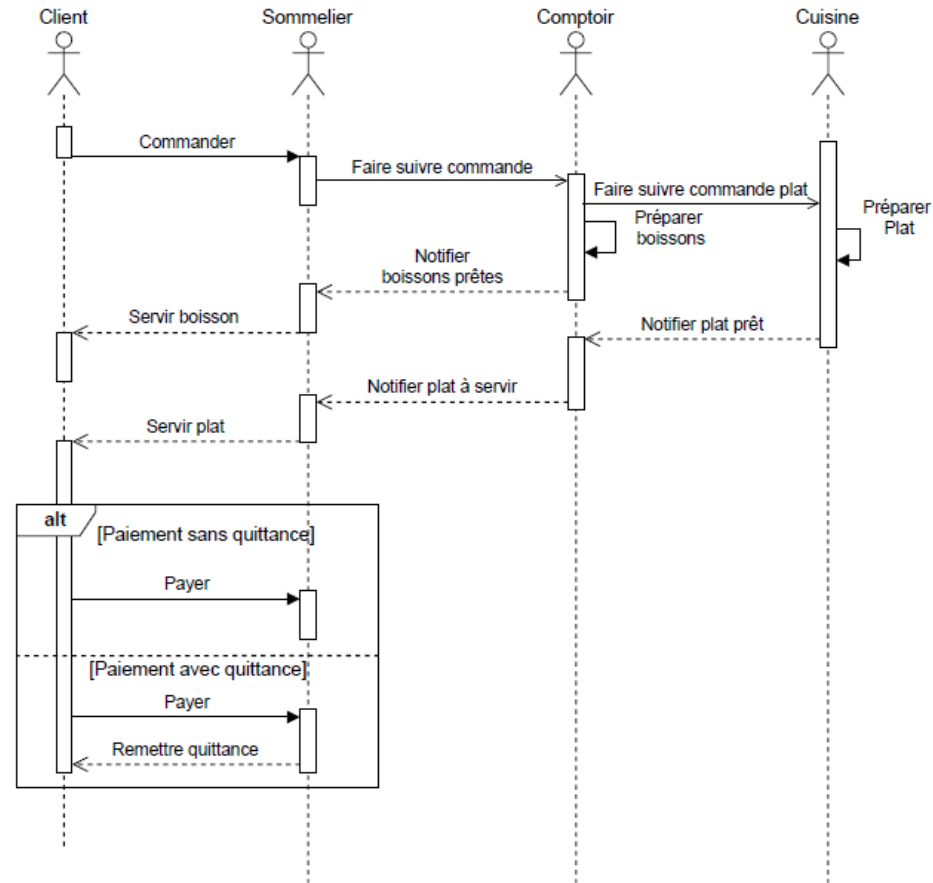 Client
Sommelier
Comptoir
Cuisine
Commander
Faire suivre commande
Faire suivre commande plat
Préparer
boissons
Préparer
Plat
Notifier
boissons prêtes
Servir boisson
Notifier plat prêt
Notifier plat à servir
Servir plat
alt
[Paiement sans quittance]
Payer
[Paiement avec quittance]
Payer
Remettre quittance